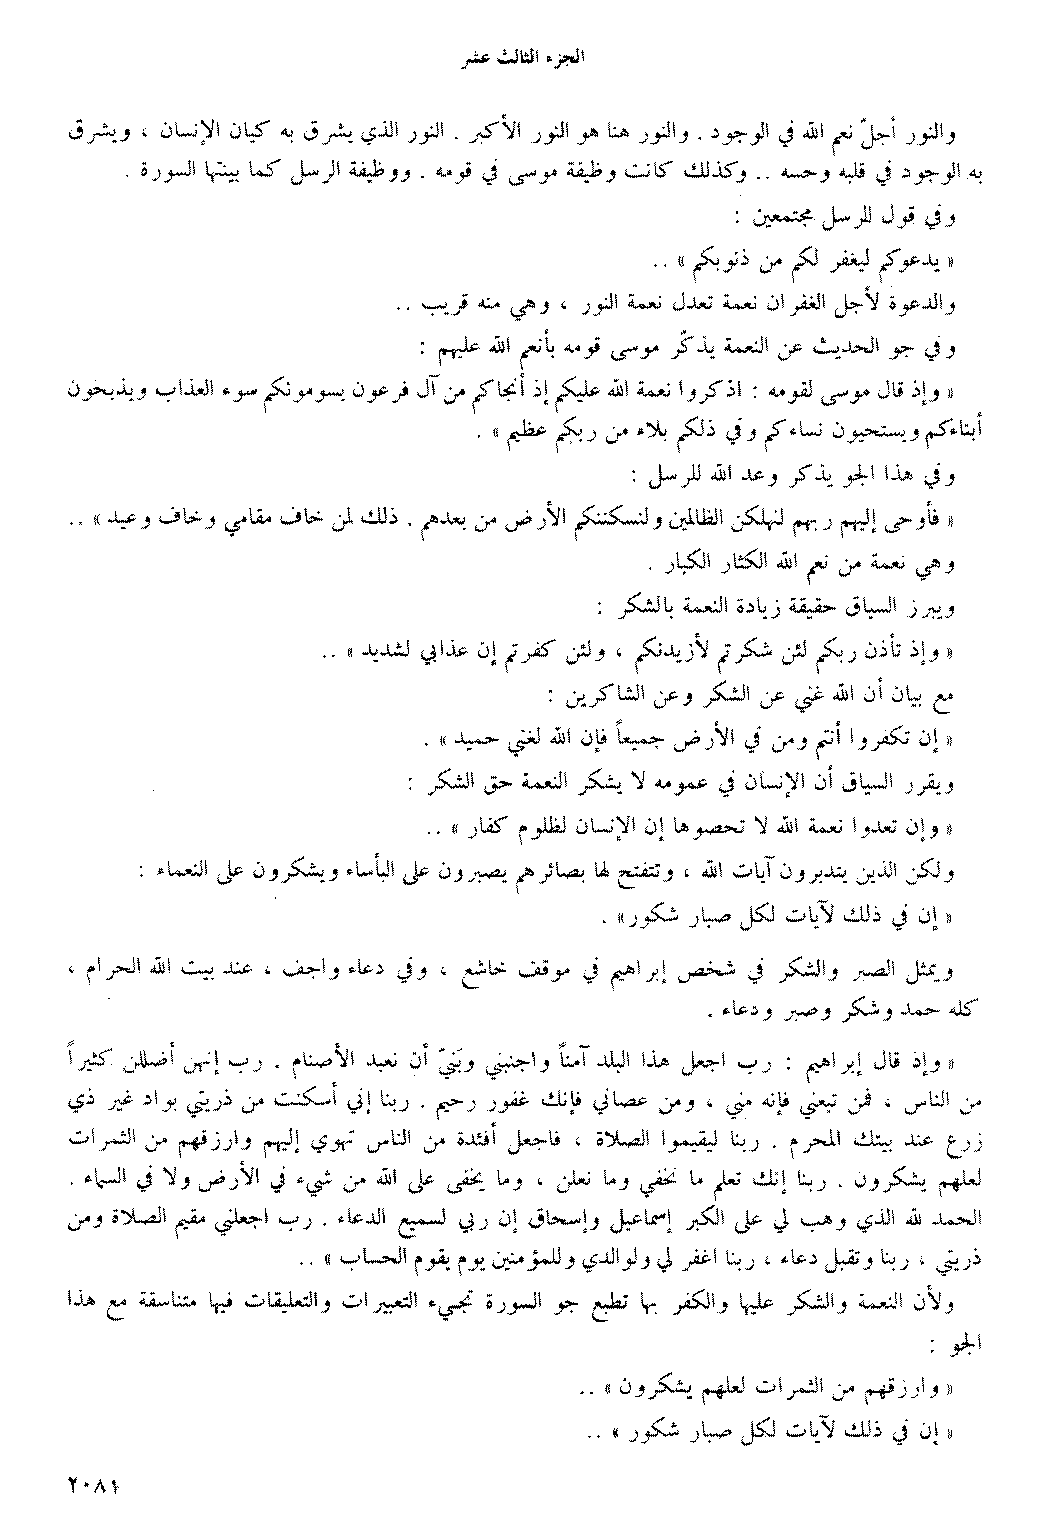 الجزء الثالث عشر
والنور أجلّ نعم الله في الوجود . والنور هنا هو النور الأكبر . النور الذي يشرق به كيان الإنسان ، ويشرق
به الوجود في قلبه وحسه .. وكذلك كانت وظيفة موسى في قومه . ووظيفة الرسل كما بينتها السورة .
وفي قول للرسل مجتمعين :
« يدعوكم ليغفر لكم من ذنوبكم » ..
والدعوة لأجل الغفران نعمة تعدل نعمة النور ، وهي منه قريب ..
وفي جو الحديث عن النعمة يذكّر موسى قومه بأنعم الله عليهم :
« وإذ قال موسى لقومه : اذكروا نعمة الله عليكم إذ أنجاكم من آل فرعون يسومونكم سوء العذاب ويذبحون
أبناءكم ويستحيون نساءكم وفي ذلكم بلاء من ربكم عظيم » .
وفي هذا الجو يذكر وعد الله للرسل :
« فأوحى إليهم ربهم لنهلكن الظالمين ولنسكننكم الأرض من بعدهم . ذلك لمن خاف مقامي وخاف وعيد » ..
وهي نعمة من نعم الله الكثار الكبار .
ويبرز السياق حقيقة زيادة النعمة بالشكر :
« وإذ تأذن ربكم لئن شكرتم لأزيدنكم ، ولئن كفرتم إن عذابي لشديد » ..
مع بيان أن الله غني عن الشكر وعن الشاكرين :
« إن تكفروا أنتم ومن في الأرض جميعاً فإن الله لغني حميد » .
ويقرر السياق أن الإنسان في عمومه لا يشكر النعمة حق الشكر :
« وإن تعدوا نعمة الله لا تحصوها إن الإنسان لظلوم كفار » ..
ولكن الذين يتدبرون آيات الله ، وتتفتح لها بصائرهم يصبرون على البأساء ويشكرون على النعماء :
« إن في ذلك لآيات لكل صبار شكور» .
ويمثل الصبر والشكر في شخص إبراهيم في موقف خاشع ، وفي دعاء واجف ، عند بيت الله الحرام ،
كله حمد وشكر وصبر ودعاء .
« وإذ قال إبراهيم : رب اجعل هذا البلد آمناً واجنبني وبَنيّ أن نعبد الأصنام . رب إنهن أضللن كثيراً
من الناس ، فمن تبعني فإنه مني ، ومن عصاني فإنك غفور رحيم . ربنا إني أسكنت من ذريتي بواد غير ذي
زرع عند بيتك المحرم . ربنا ليقيموا الصلاة ، فاجعل أفئدة من الناس تهوي إليهم وارزقهم من الثمرات
لعلهم يشكرون . ربنا إنك تعلم ما نخفي وما نعلن ، وما يخفى على الله من شيء في الأرض ولا في السماء .
الحمد لله الذي وهب لي على الكبر إسماعيل وإسحاق إن ربي لسميع الدعاء . رب اجعلني مقيم الصلاة ومن
ذريتي ، ربنا وتقبل دعاء ، ربنا اغفر لي ولوالدي وللمؤمنين يوم يقوم الحساب » ..
ولأن النعمة والشكر عليها والكفر بها تطبع جو السورة تجيء التعبيرات والتعليقات فيها متناسقة مع هذا
الجو :
« وارزقهم من الثمرات لعلهم يشكرون » ..
« إن في ذلك لآيات لكل صبار شكور » ..
٢٠٨١